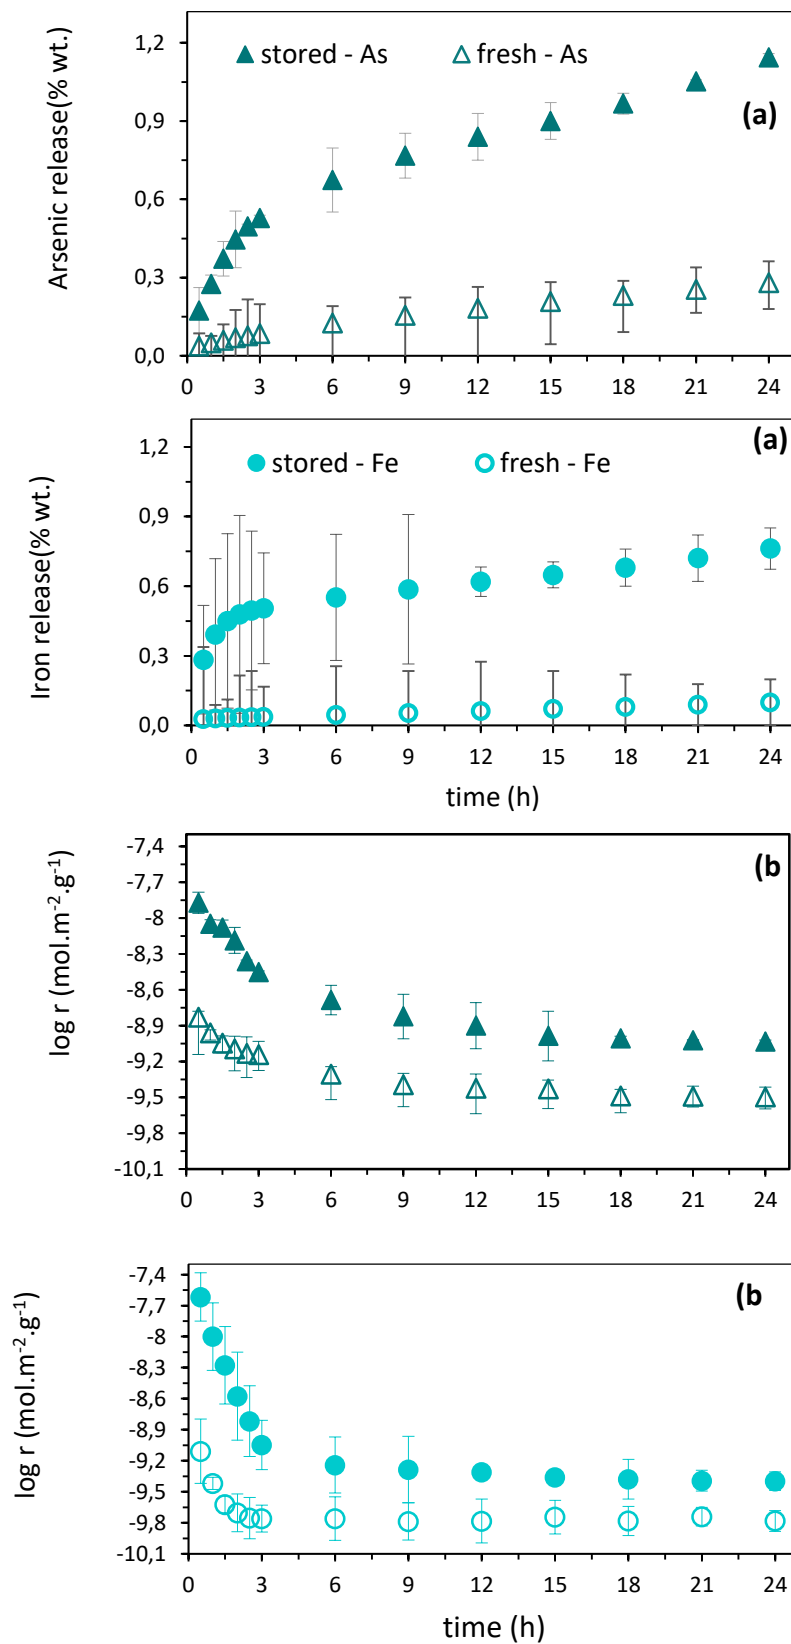 1,2
stored - As
fresh - As
(a)
0,9
0,6
0,3
0,0
Arsenic release(% wt.)
0 3 6 9 12 15 18 21 24
(a)
1,2
stored - Fe
fresh - Fe
0,9
0,6
0,3
0,0
Iron release(% wt.)
0 3 6 9 12 15 18 21 24
time (h)
-7,4
(b
-7,7
-8
-8,3
-8,6
-8,9
-9,2
-9,5
-9,8
-10,1
log r (mol.m⁻².g⁻¹)
0 3 6 9 12 15 18 21 24
-7,4
(b
-7,7
-8
-8,3
-8,6
-8,9
-9,2
-9,5
-9,8
-10,1
log r (mol.m⁻².g⁻¹)
0 3 6 9 12 15 18 21 24
time (h)